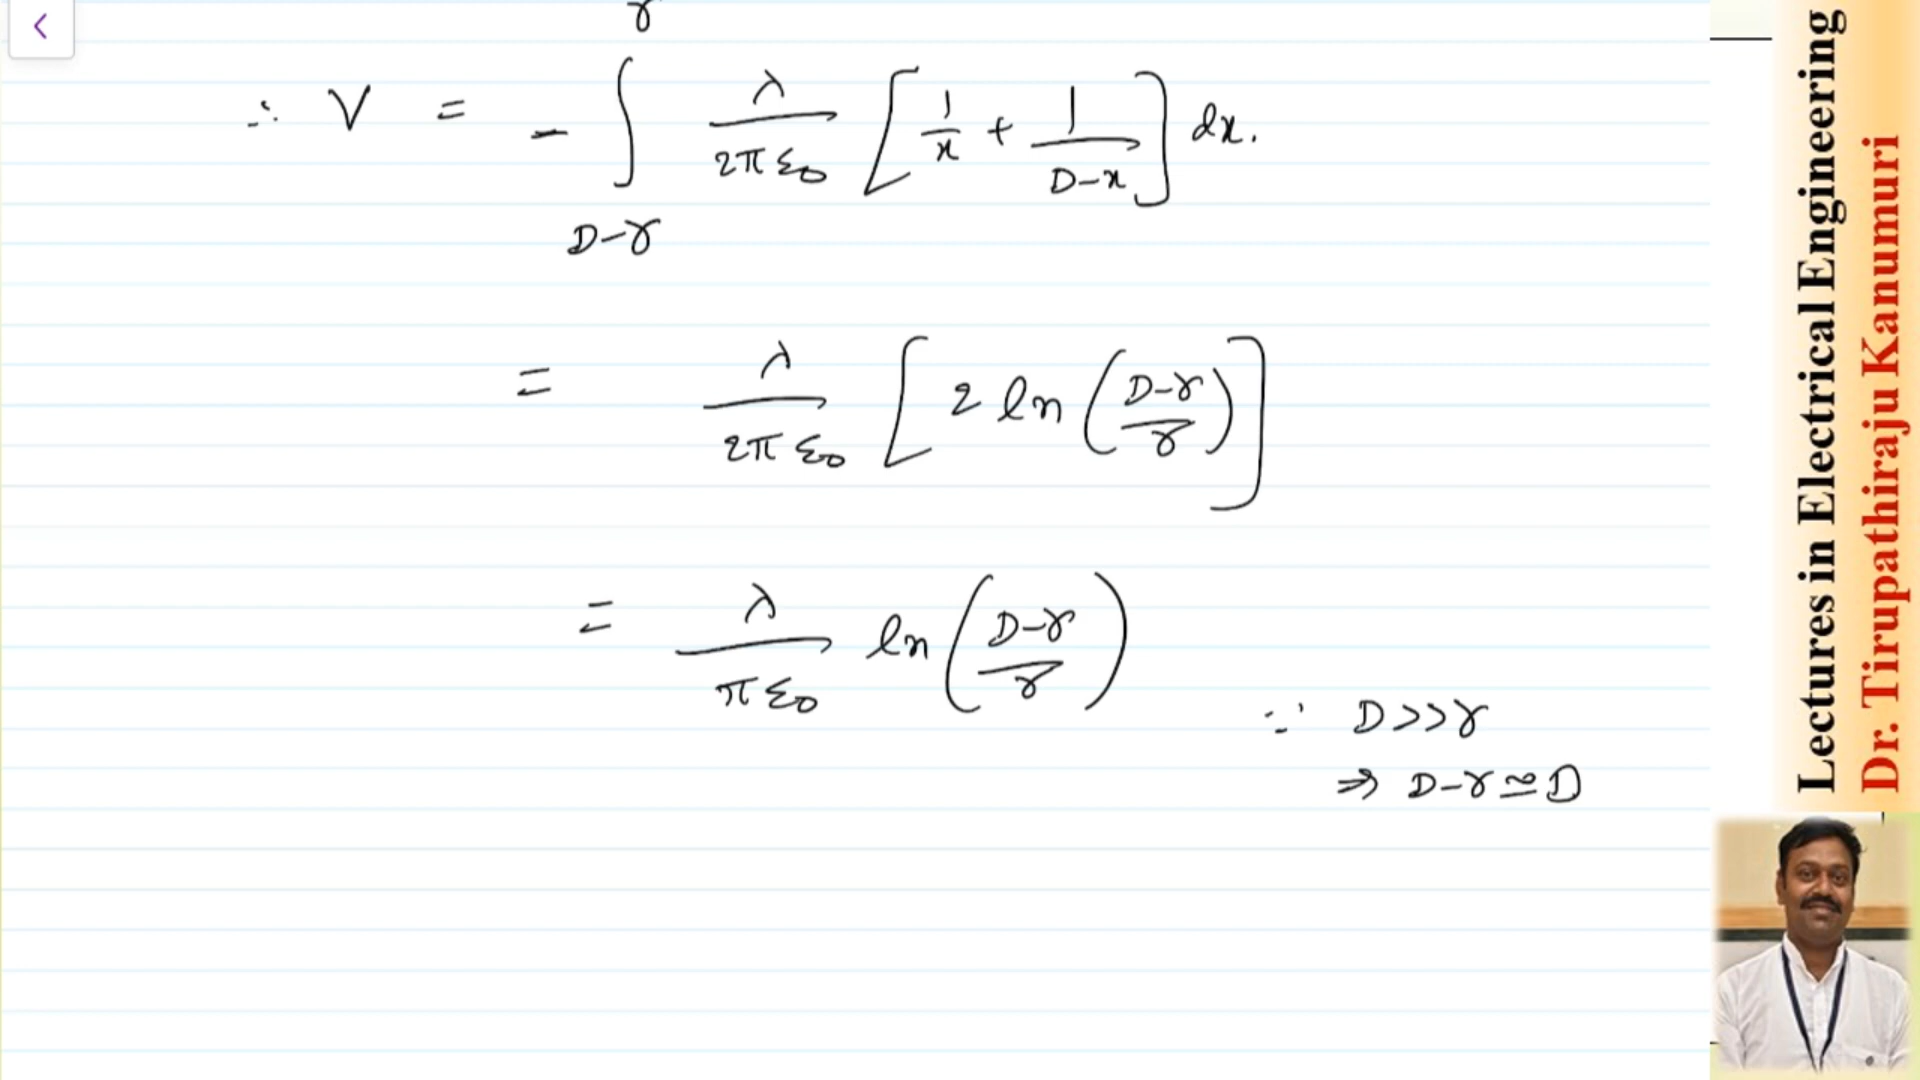 r
∴ V = - ∫ λ/2πε₀ [1/x + 1/D-x] dx.
D-r
= λ/2πε₀ [2 ln (D-r/r)]
= λ/πε₀ ln (D-r/r)
∵ D>>r
⇒ D-r≅D
Lectures in Electrical Engineering
Dr. Tirupathiraju Kanumuri